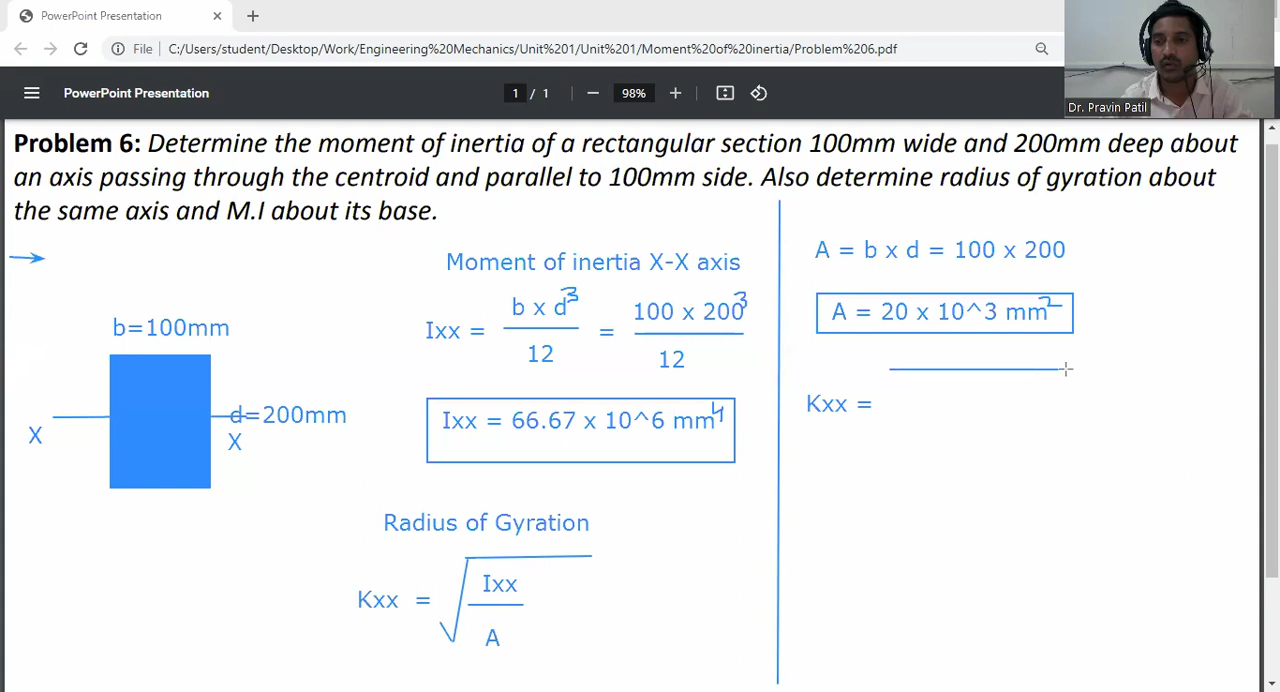 PowerPoint Presentation
File C:/Users/student/Desktop/Work/Engineering%20Mechanics/Unit%201/Unit%201/Moment%20of%20inertia/Problem%206.pdf
PowerPoint Presentation
1 / 1
98%
Dr. Pravin Patil
Problem 6: Determine the moment of inertia of a rectangular section 100mm wide and 200mm deep about
an axis passing through the centroid and parallel to 100mm side. Also determine radius of gyration about
the same axis and M.I about its base.
b=100mm
d=200mm
X
X
Moment of inertia X-X axis
Ixx = b x d³ / 12 = 100 x 200³ / 12
Ixx = 66.67 x 10^6 mm⁴
Radius of Gyration
Kxx = √ Ixx / A
A = b x d = 100 x 200
A = 20 x 10^3 mm²
Kxx =